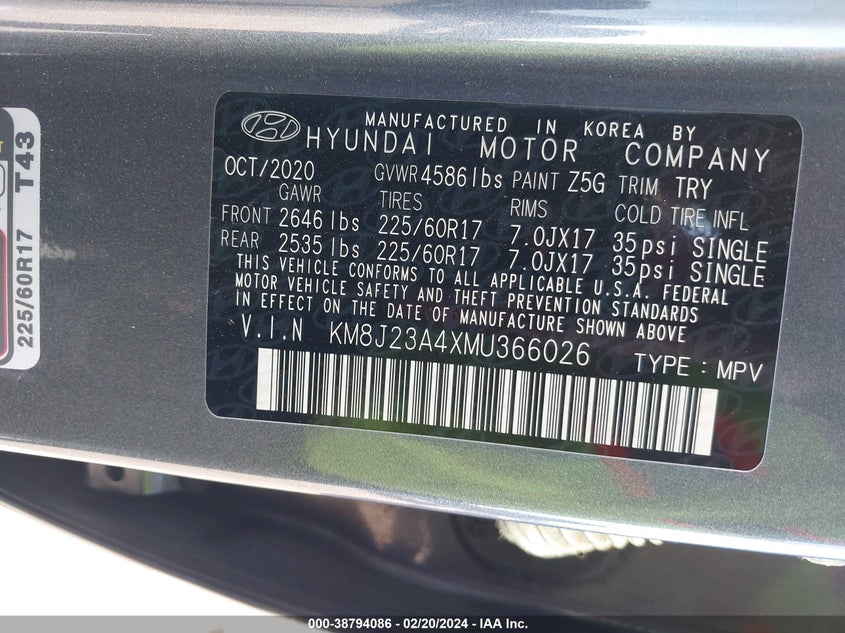 MANUFACTURED IN KOREA BY
HYUNDAI MOTOR COMPANY
OCT/2020 GVWR 4586lbs PAINT Z5G TRIM TRY
GAWR TIRES RIMS COLD TIRE INFL
FRONT 2646 lbs 225/60R17 7.0JX17 35psi SINGLE
REAR 2535 lbs 225/60R17 7.0JX17 35psi SINGLE
THIS VEHICLE CONFORMS TO ALL APPLICABLE U.S.A. FEDERAL
MOTOR VEHICLE SAFETY AND THEFT PREVENTION STANDARDS
IN EFFECT ON THE DATE OF MANUFACTURE SHOWN ABOVE
V.I.N KM8J23A4XMU366026 TYPE : MPV
225/60R17 T43
000-38794086 - 02/20/2024 - IAA Inc.